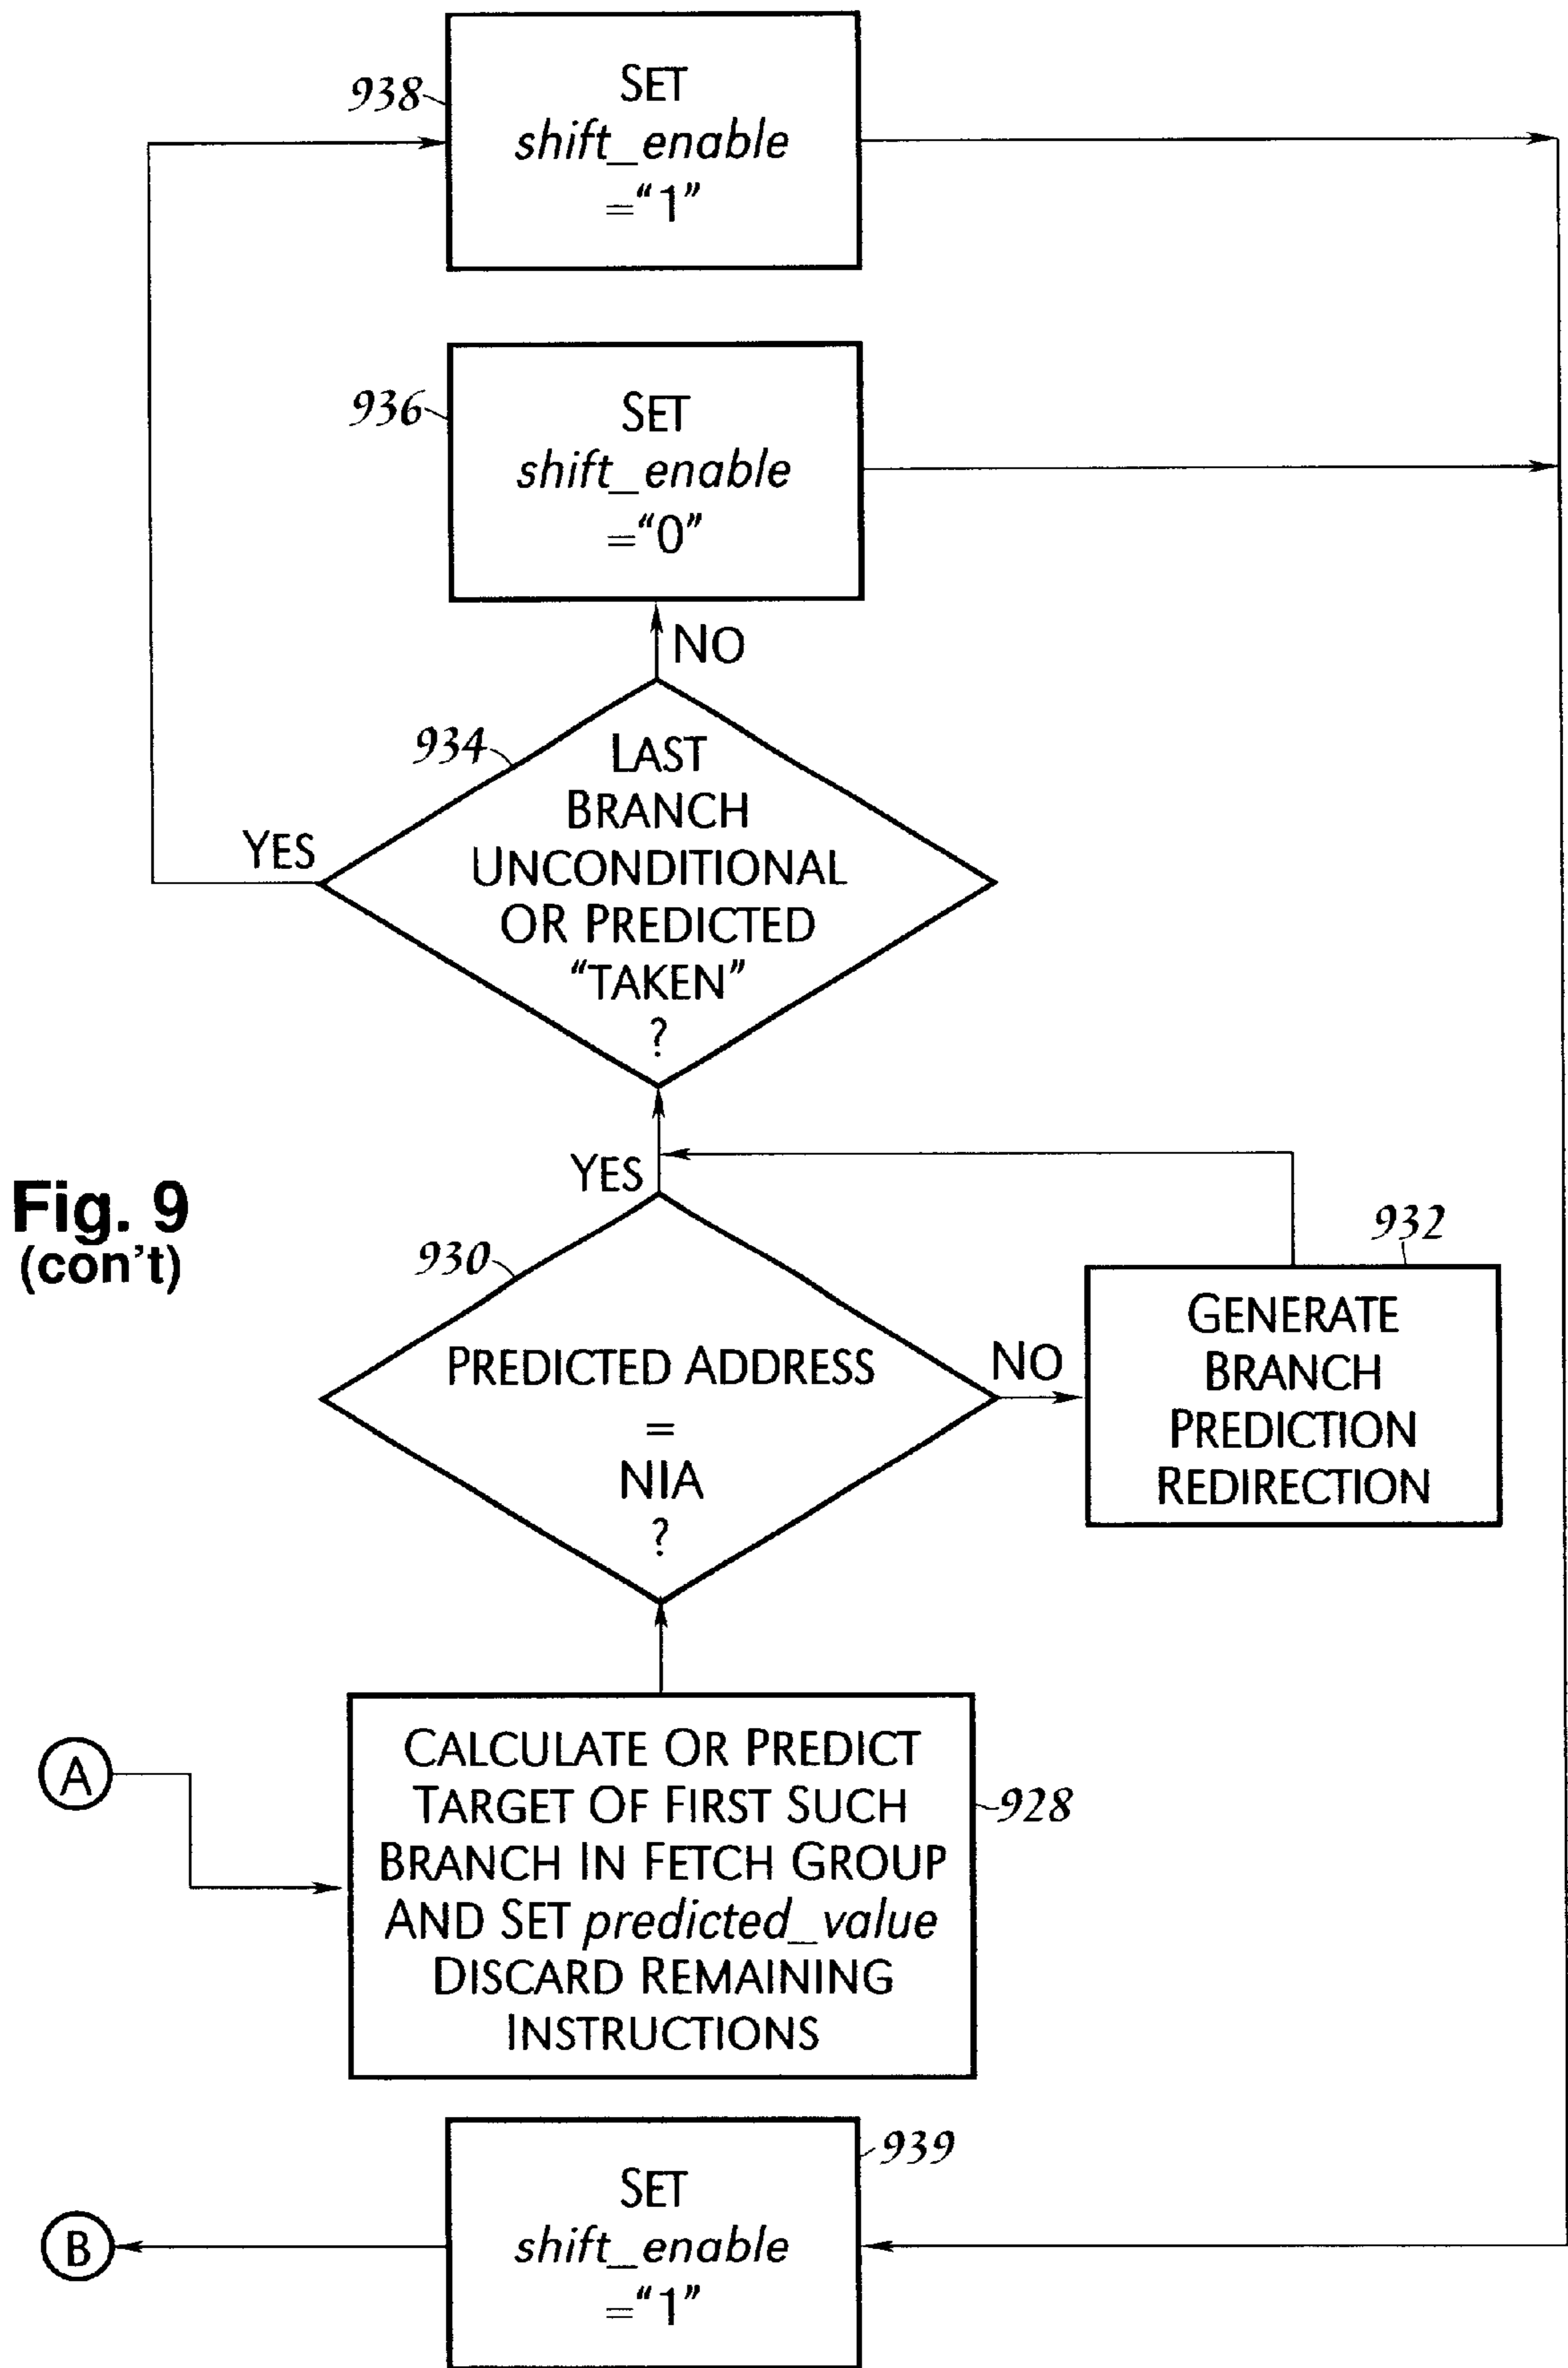 938
SET
shift_enable
="1"
936
SET
shift_enable
="0"
NO
934
LAST
BRANCH
UNCONDITIONAL
OR PREDICTED
"TAKEN"
?
YES
YES
Fig. 9
(con't)
930
PREDICTED ADDRESS
=
NIA
?
NO
932
GENERATE
BRANCH
PREDICTION
REDIRECTION
A
CALCULATE OR PREDICT
TARGET OF FIRST SUCH
BRANCH IN FETCH GROUP
AND SET predicted_value
DISCARD REMAINING
INSTRUCTIONS
928
939
SET
shift_enable
="1"
B